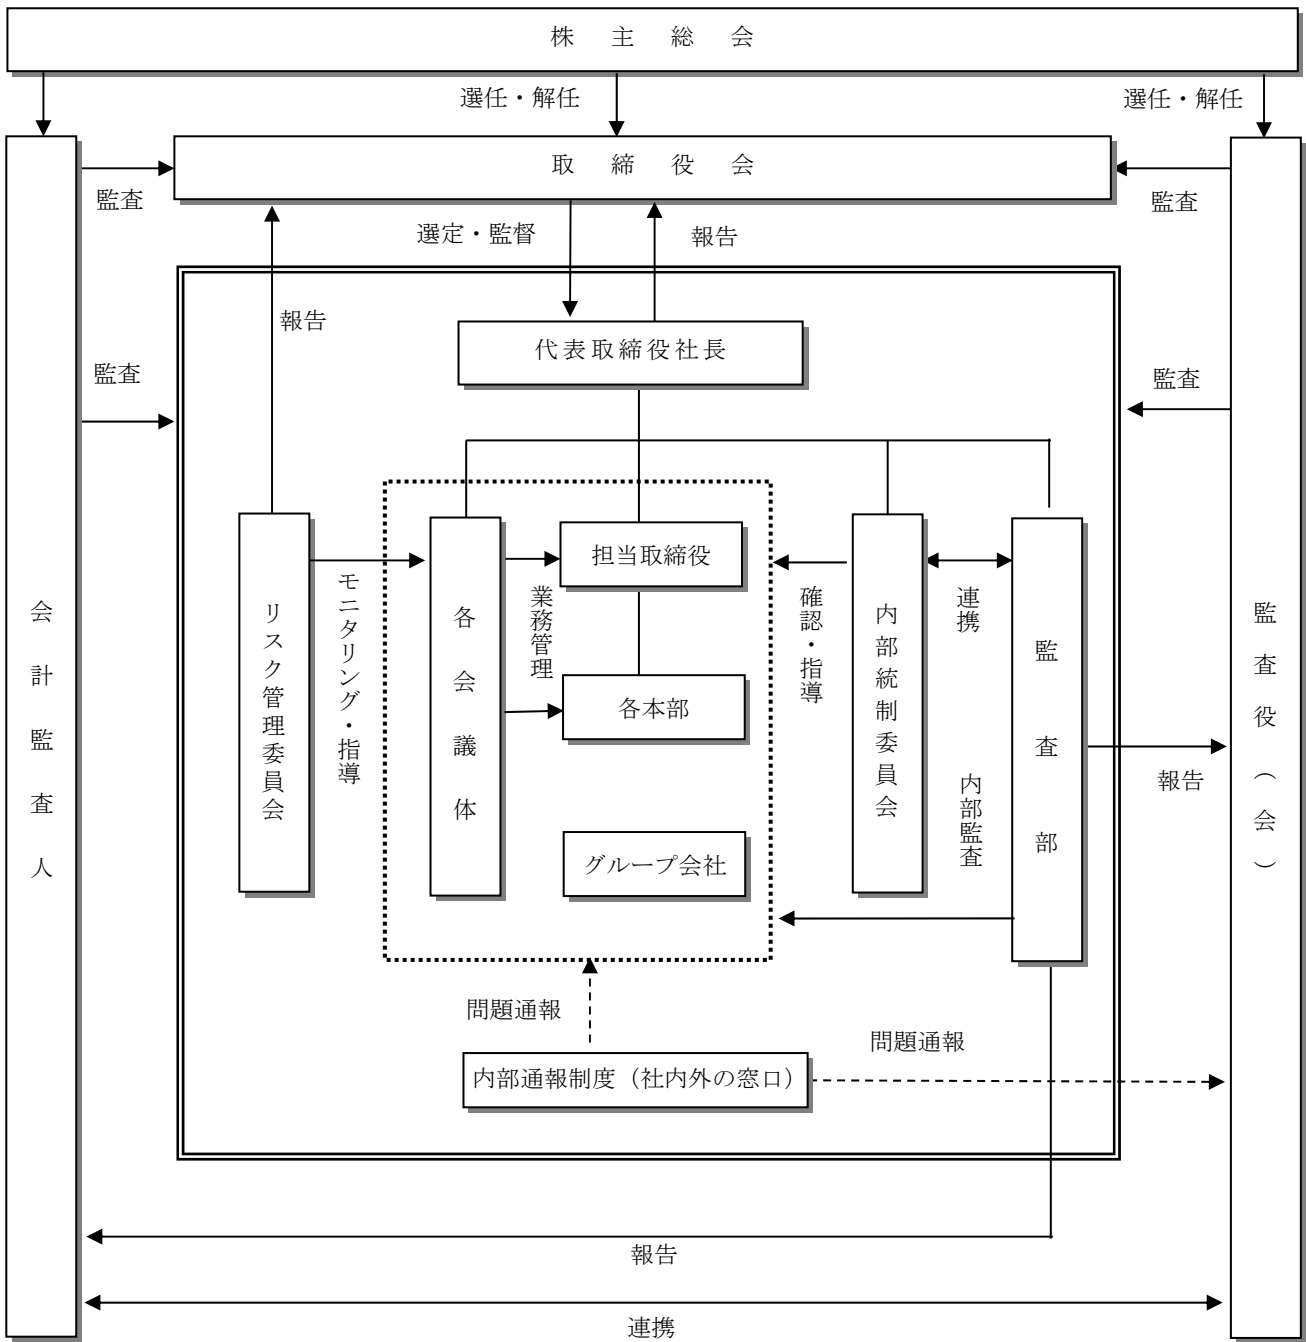 株主総会
選任・解任
選任・解任
取締役会
監査
監査
選定・監督
報告
報告
代表取締役社長
監査
監査
担当取締役
各本部
グループ会社
リスク管理委員会
モニタリング・指導
各会議体
業務管理
確認・指導
内部統制委員会
連携
内部監査
監査部
報告
会計監査人
監査役（会）
問題通報
問題通報
内部通報制度（社内外の窓口）
報告
連携